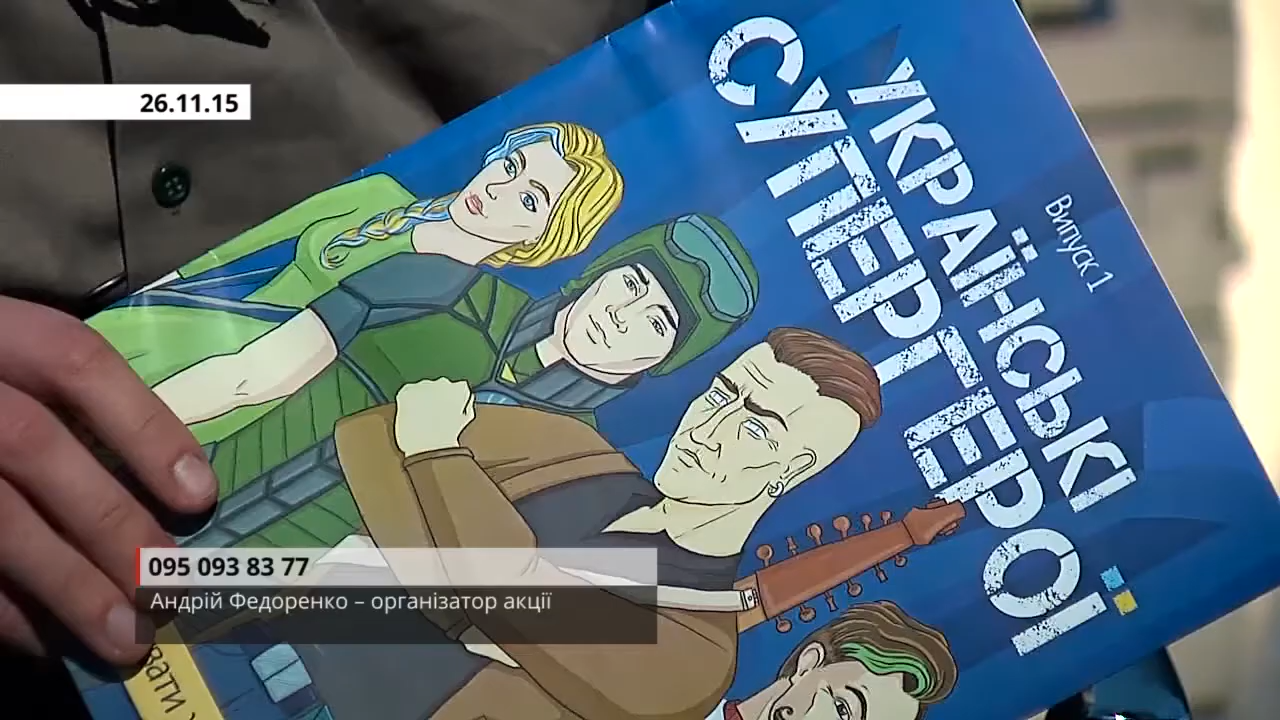 26.11.15
УКРАЇНСЬКІ
СУПЕРГЕРОЇ
Випуск 1
095 093 83 77
Андрій Федоренко – організатор акції